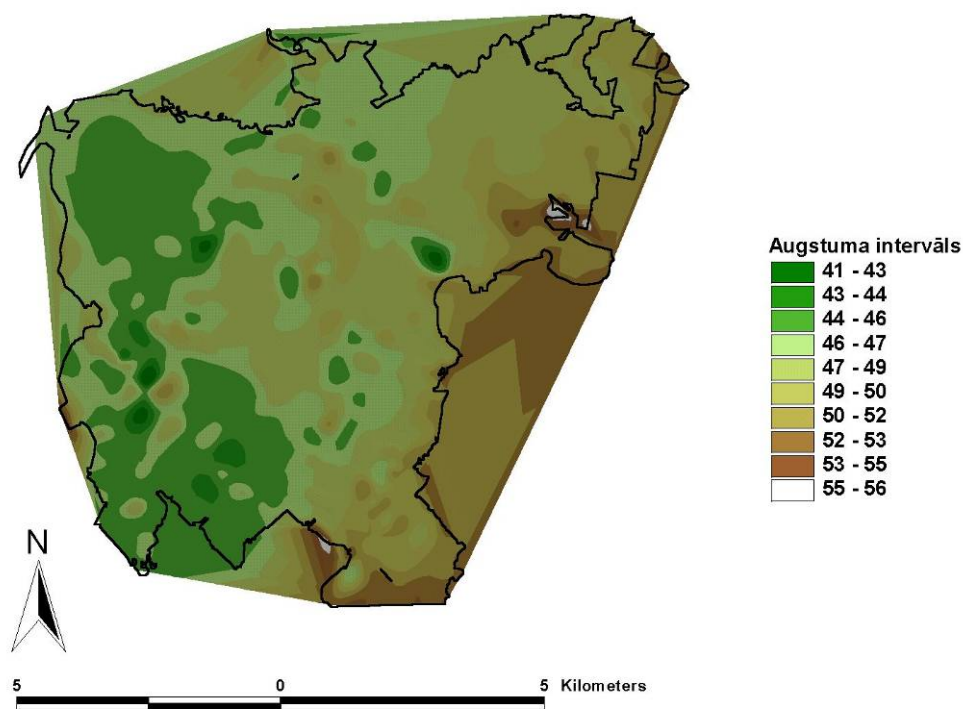 Augstuma intervāls
41 - 43
43 - 44
44 - 46
46 - 47
47 - 49
49 - 50
50 - 52
52 - 53
53 - 55
55 - 56
N
5 0 5 Kilometers